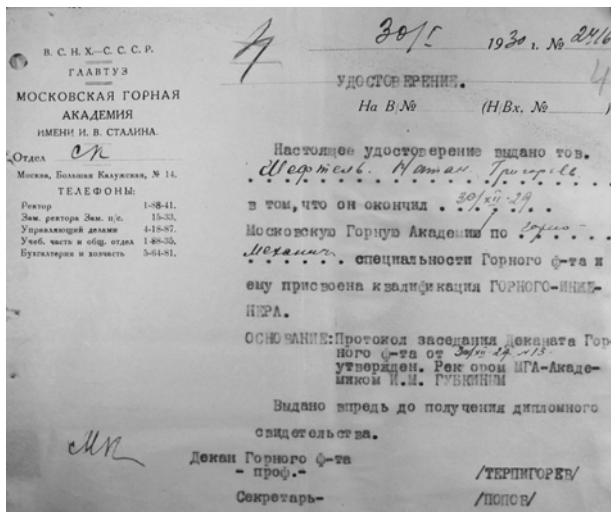 В. С. Н. Х.—С. С. С. Р.
ГЛАВТУЗ
МОСКОВСКАЯ ГОРНАЯ
АКАДЕМИЯ
ИМЕНИ И. В. СТАЛИНА.
Отдел
Москва, Большая Калужская, № 14.
ТЕЛЕФОНЫ:
Ректор 1-88-41.
Зам. ректора Зам. п/с. 15-33.
Управляющий делами 4-18-87.
Учеб. часть и общ. отдел 1-88-35.
Бухгалтерия и хозчасть 5-64-81.
30/I 1930 г. № 2416
4
УДОСТОВЕРЕНИЕ.
На В/№ (Н/Вх. №
Настоящее удостоверение выдано тов.
Шефтель. Натан. Григорьев.
в том, что он окончил 30/XII-29
Московскую Горную Академию по горно-
механич. специальности Горного ф-та и
ему присвоена квалификация ГОРНОГО-ИНЖЕ-
НЕРА.
ОСНОВАНИЕ: Протокол заседания Деканата Гор-
ного ф-та от 30/XII-29 №13.
утвержден. Ректором МГА-Акаде-
миком И.М. ГУБКИНЫМ
Выдано впредь до получения дипломного
свидетельства.
Декан Горного ф-та
- проф.- /ТЕРПИГОРЕВ/
Секретарь- /ПОПОВ/